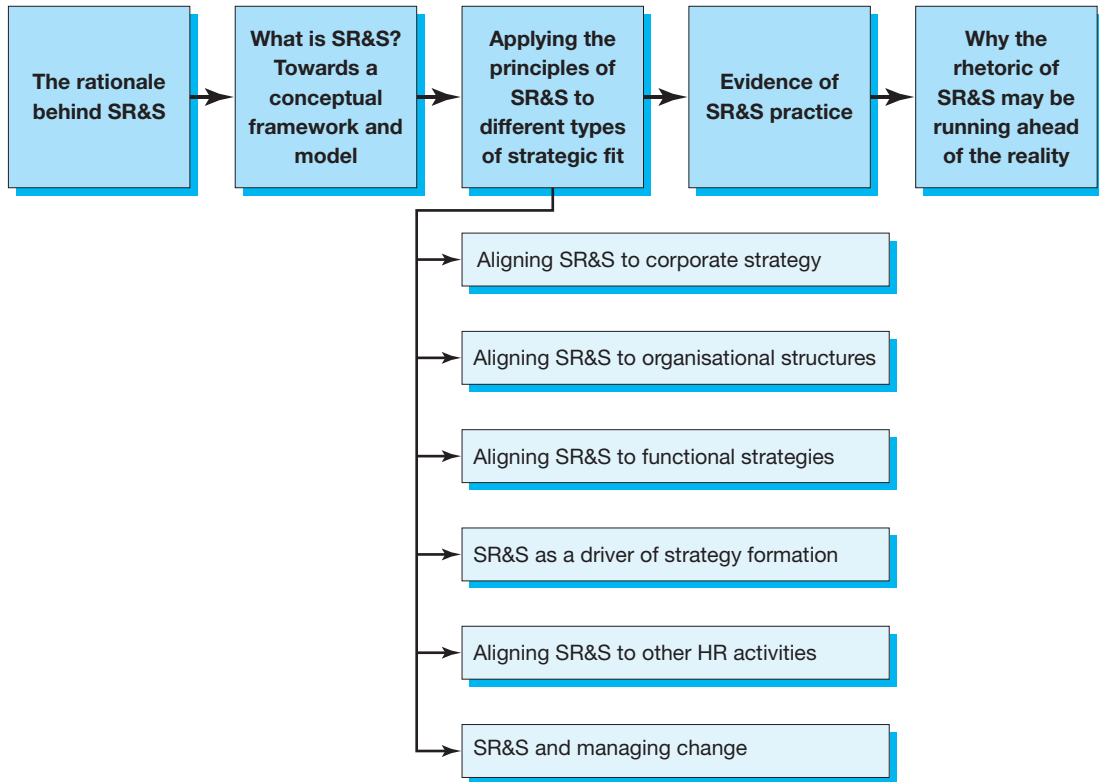 The rationale
behind SR&S
What is SR&S?
Towards a
conceptual
framework and
model
Applying the
principles of
SR&S to
different types
of strategic fit
Evidence of
SR&S practice
Why the
rhetoric of
SR&S may be
running ahead
of the reality
Aligning SR&S to corporate strategy
Aligning SR&S to organisational structures
Aligning SR&S to functional strategies
SR&S as a driver of strategy formation
Aligning SR&S to other HR activities
SR&S and managing change